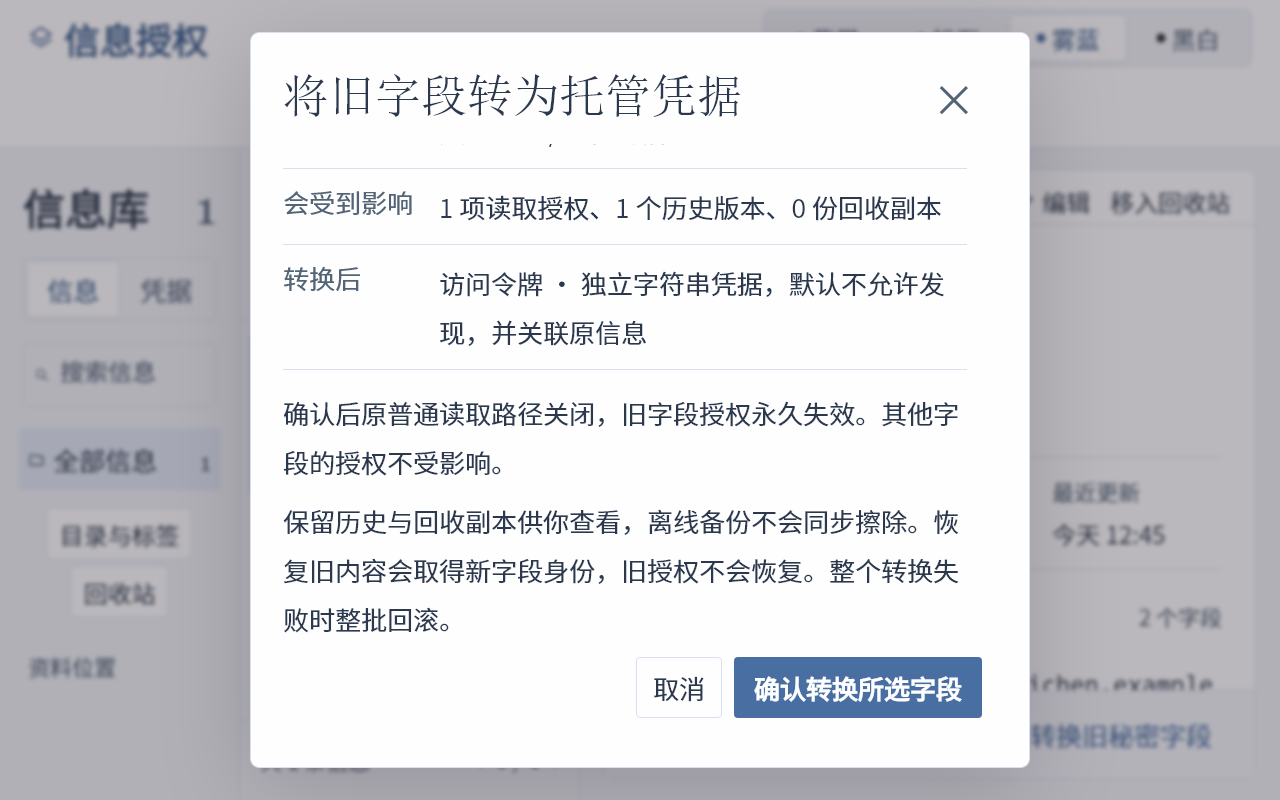 信息授权
雾蓝
黑白
将旧字段转为托管凭据
信息库 1
编辑 移入回收站
会受到影响 1 项读取授权、1 个历史版本、0 份回收副本
信息 凭据
转换后 访问令牌 · 独立字符串凭据，默认不允许发
现，并关联原信息
搜索信息
确认后原普通读取路径关闭，旧字段授权永久失效。其他字
段的授权不受影响。
全部信息 1
最近更新
今天 12:45
保留历史与回收副本供你查看，离线备份不会同步擦除。恢
复旧内容会取得新字段身份，旧授权不会恢复。整个转换失
败时整批回滚。
目录与标签
回收站
2 个字段
资料位置
取消 确认转换所选字段
ichen.example
转换旧秘密字段